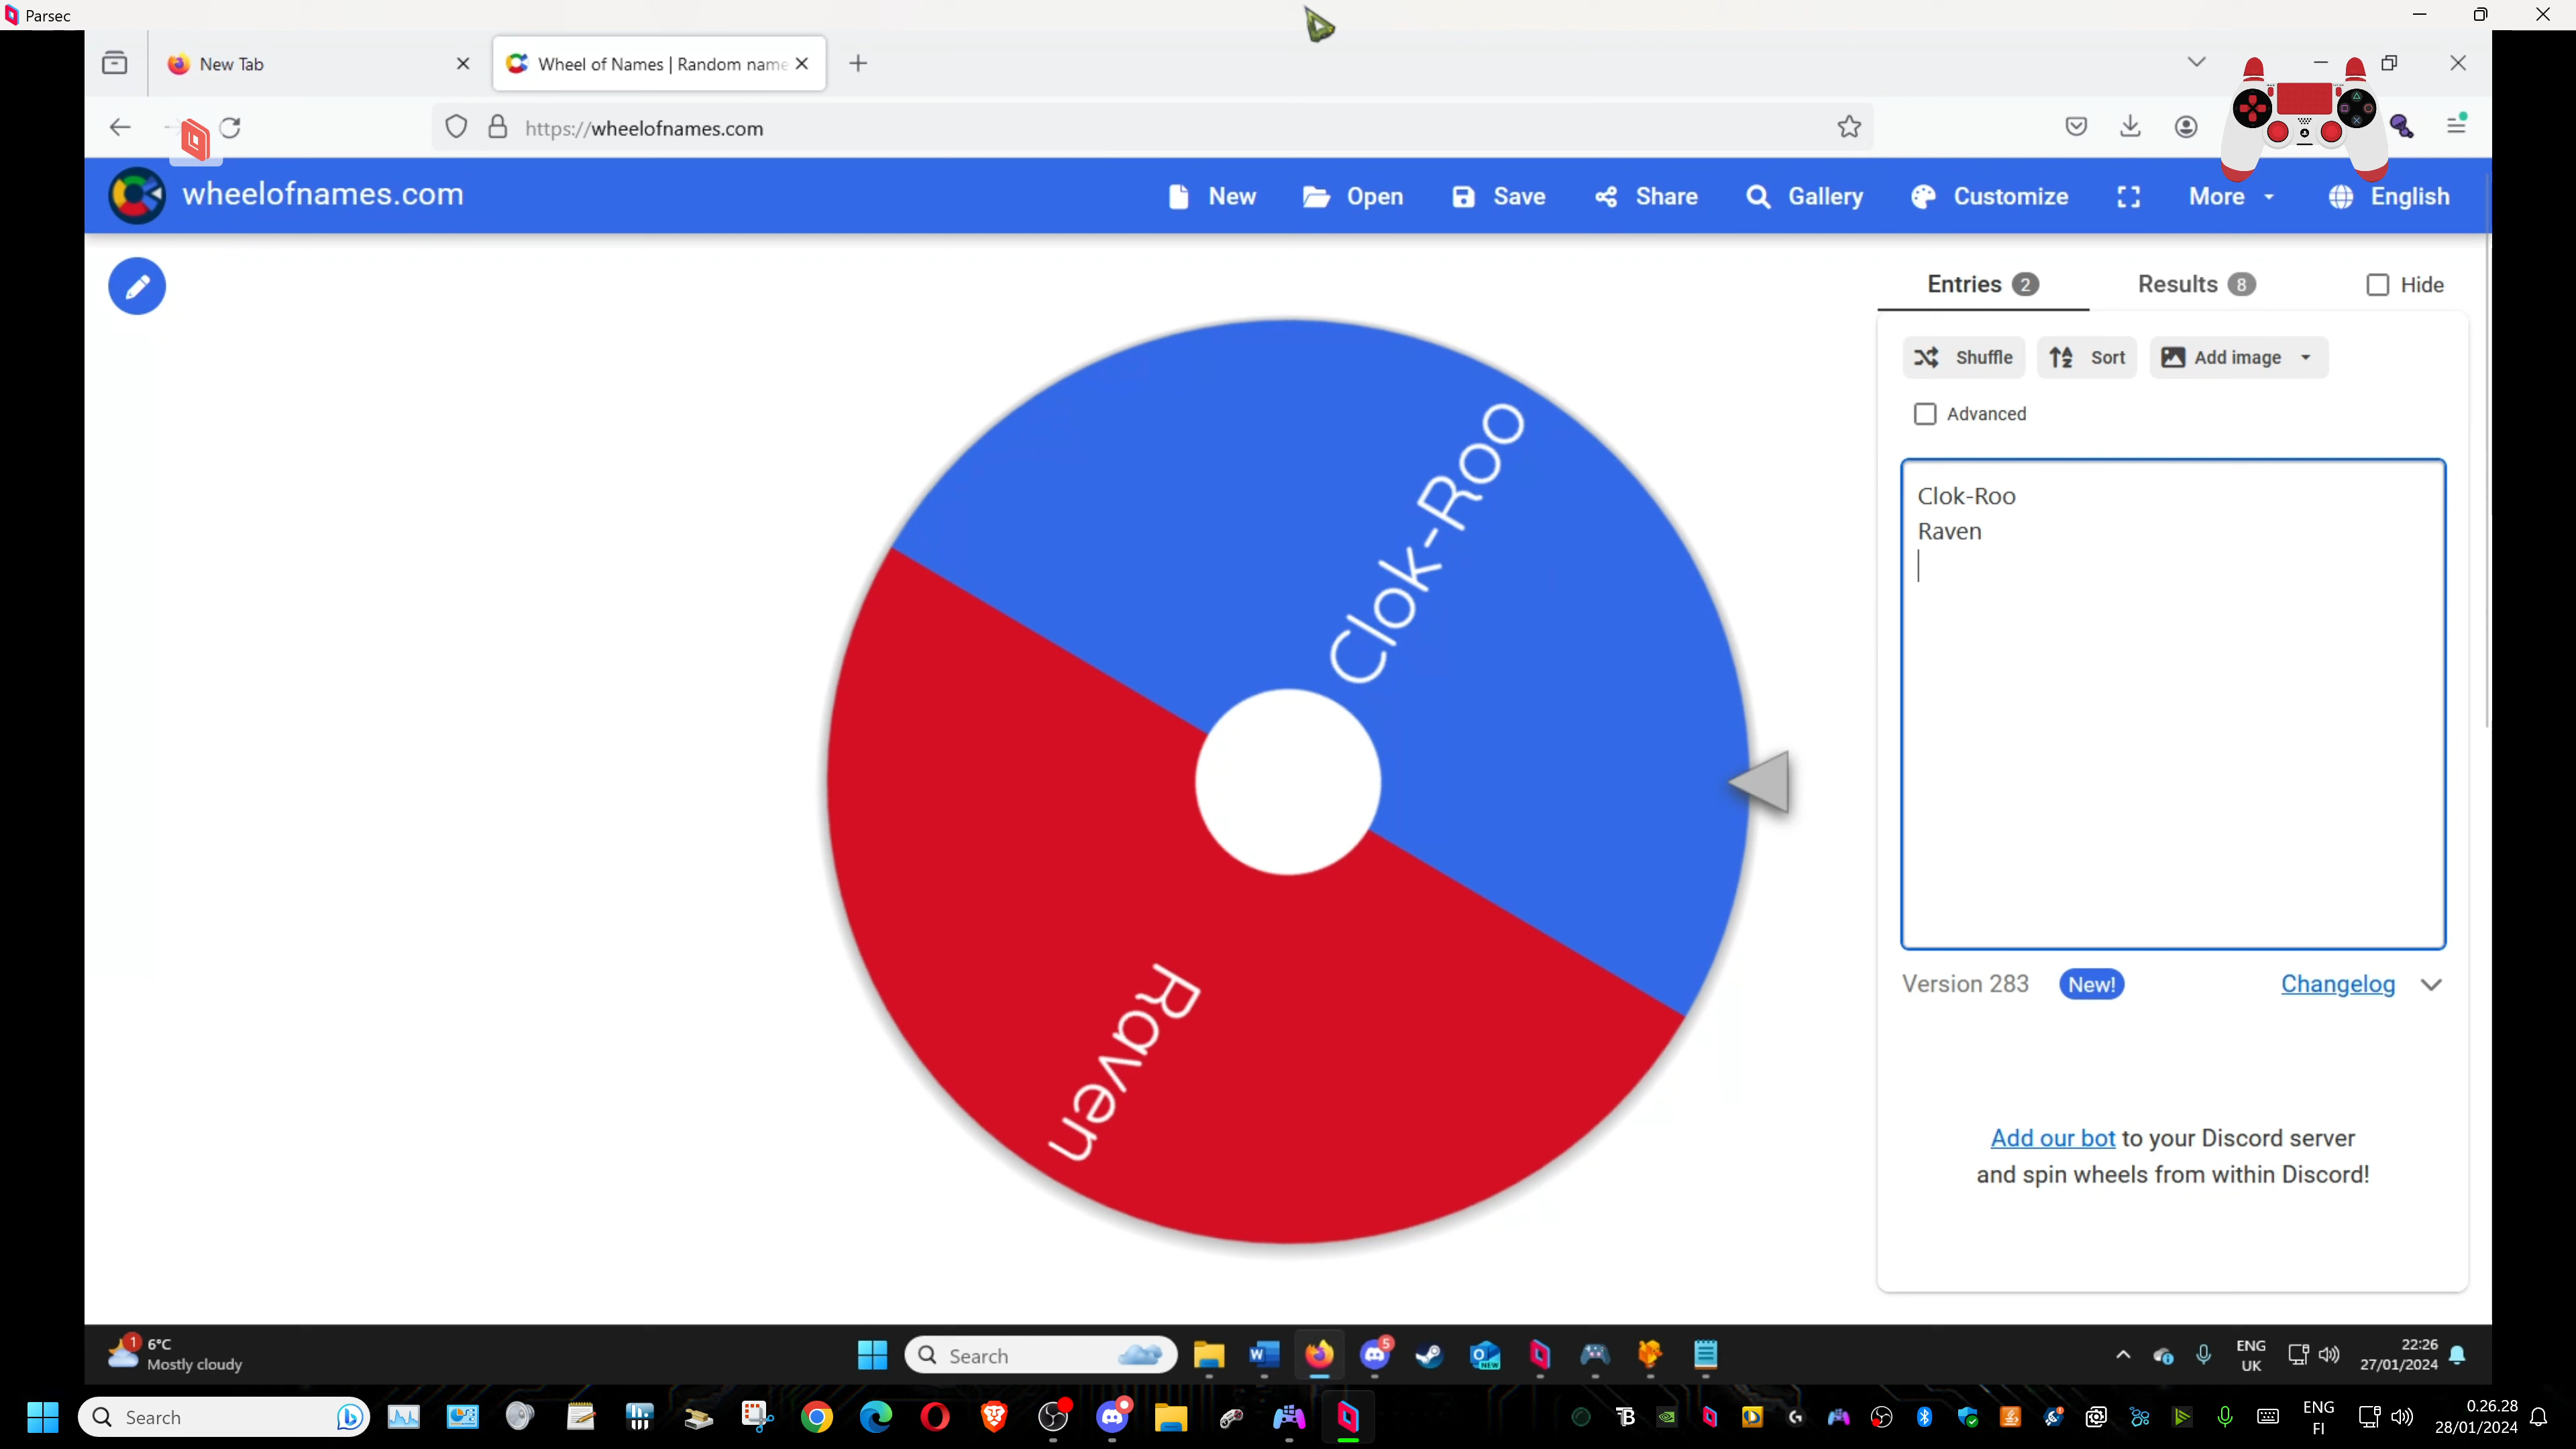 Parsec
New Tab
Wheel of Names | Random name
https://wheelofnames.com
wheelofnames.com
New
Open
Save
Share
Gallery
Customize
More
English
Entries 2
Results 8
Hide
Shuffle
Sort
Add image
Advanced
Clok-Roo
Raven
Clok-Roo
Raven
Version 283
New!
Changelog
Add our bot to your Discord server
and spin wheels from within Discord!
1
6°C
Mostly cloudy
Search
5
ENG
UK
22:26
27/01/2024
Search
ENG
FI
0.26.28
28/01/2024